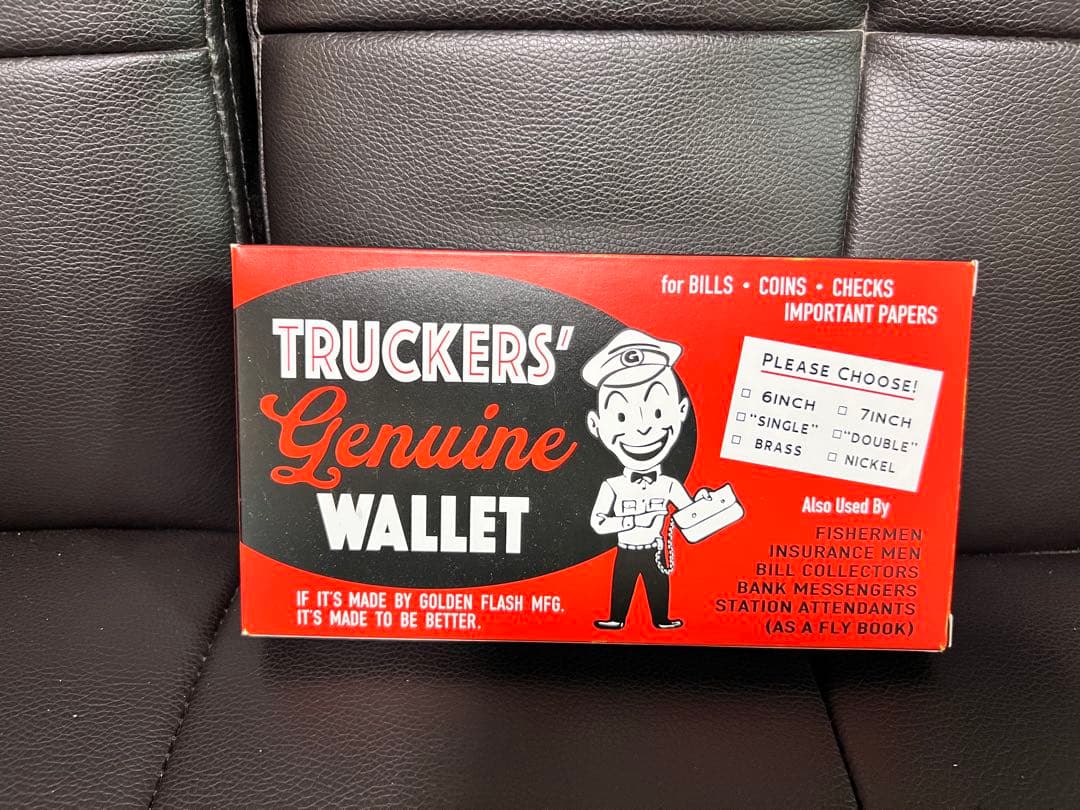 TRUCKERS'
Genuine
WALLET
IF IT'S MADE BY GOLDEN FLASH MFG.
IT'S MADE TO BE BETTER.
G
for BILLS • COINS • CHECKS
IMPORTANT PAPERS
PLEASE CHOOSE!
□ 6INCH □ 7INCH
□ "SINGLE" □ "DOUBLE"
□ BRASS □ NICKEL
Also Used By
FISHERMEN
INSURANCE MEN
BILL COLLECTORS
BANK MESSENGERS
STATION ATTENDANTS
(AS A FLY BOOK)